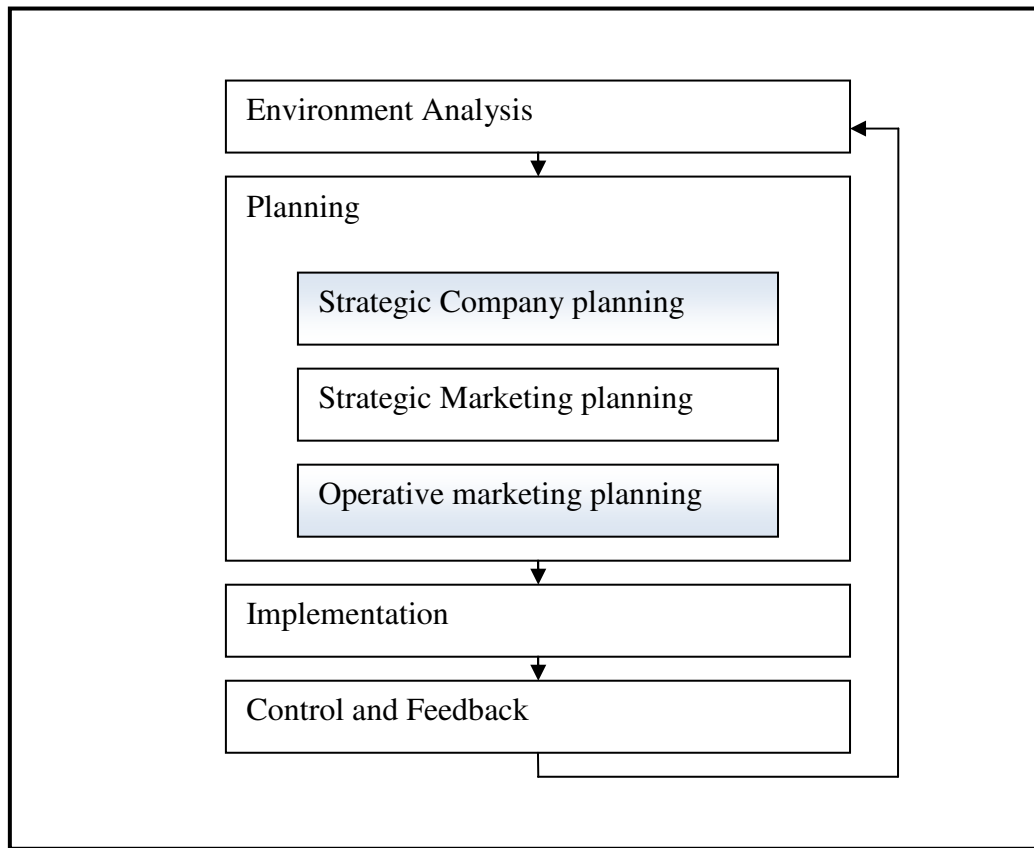 Environment Analysis
Planning
Strategic Company planning
Strategic Marketing planning
Operative marketing planning
Implementation
Control and Feedback